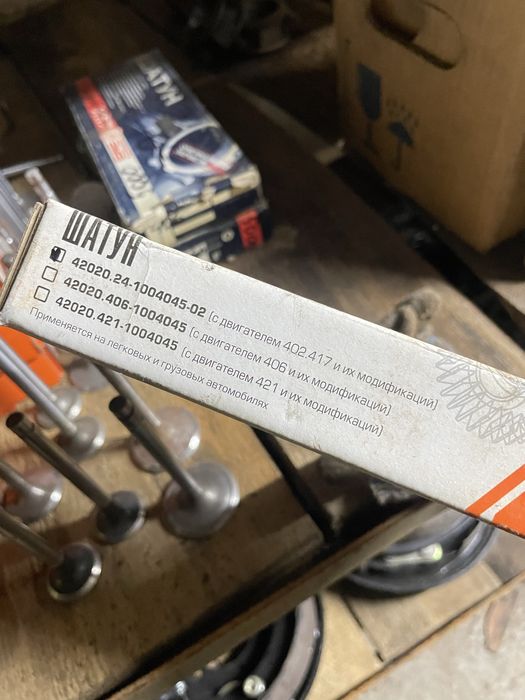 ШАТУН
42020.24-1004045-02 (с двигателем 402.417 и их модификаций)
42020.406-1004045 (с двигателем 406 и их модификаций)
42020.421-1004045 (с двигателем 421 и их модификаций)
Применяется на легковых и грузовых автомобилях
ШАТУН